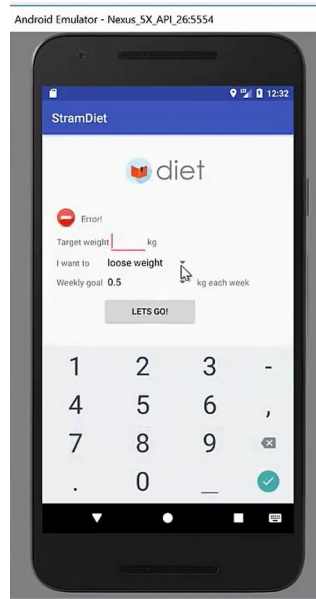 Android Emulator - Nexus_5X_API_26:5554
12:32
StramDiet
diet
Error!
Target weight kg
I want to loose weight
Weekly goal 0.5 kg each week
LETS GO!
1 2 3 -
4 5 6 ,
7 8 9
. 0 _